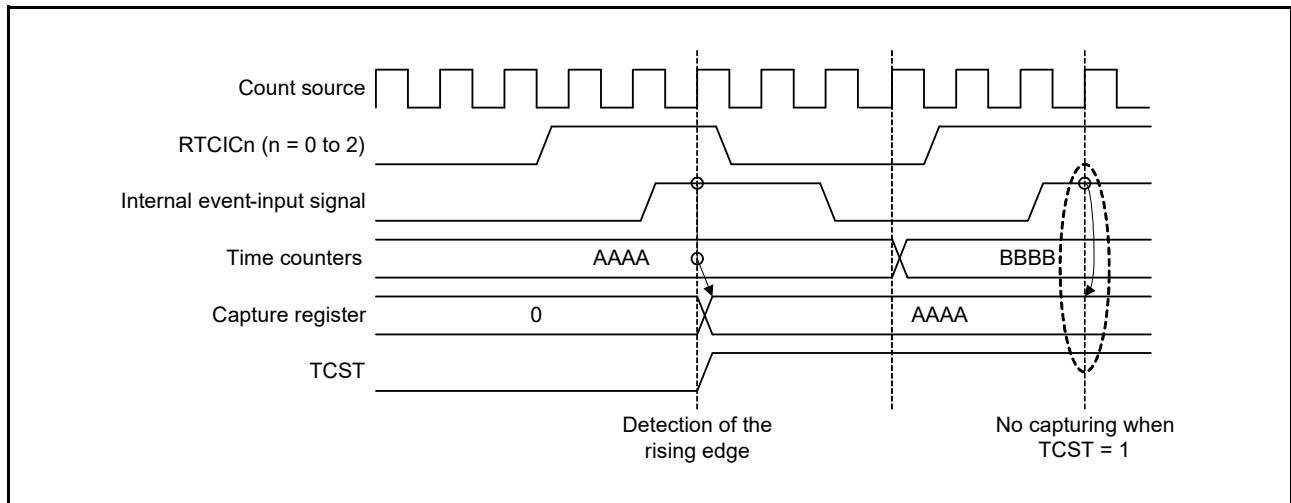 Count source
RTCICn (n = 0 to 2)
Internal event-input signal
Time counters
AAAA
BBBB
Capture register
0
AAAA
TCST
Detection of the
rising edge
No capturing when
TCST = 1